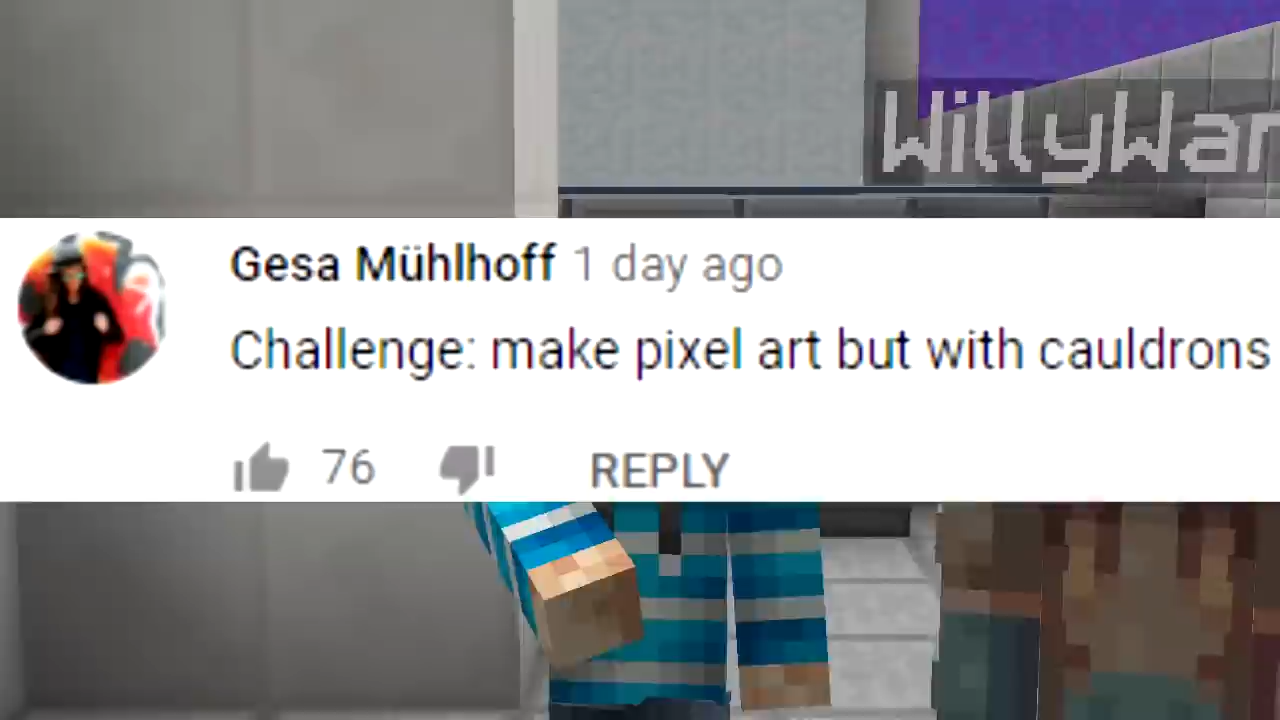 WillyWar
Gesa Mühlhoff 1 day ago
Challenge: make pixel art but with cauldrons
76
REPLY